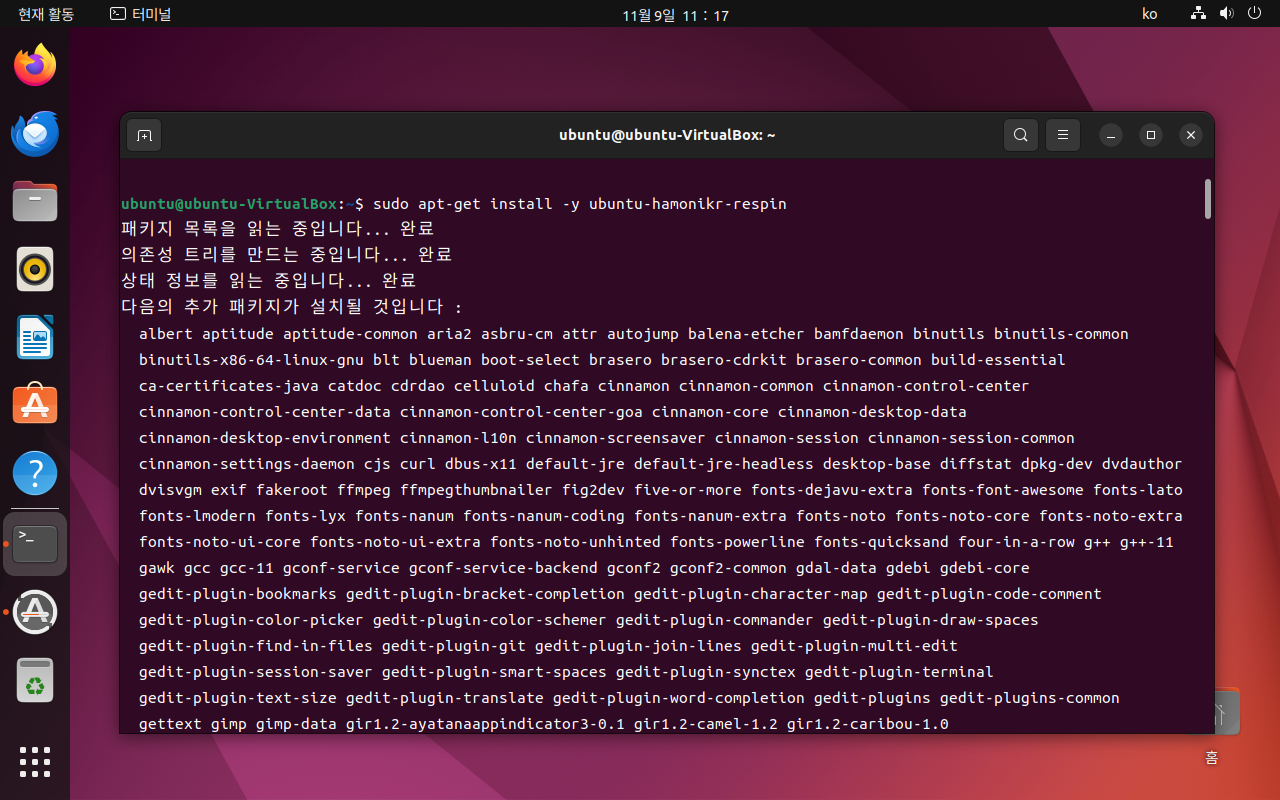 현재 활동
터미널
11월 9일 11 : 17
ko
ubuntu@ubuntu-VirtualBox: ~
ubuntu@ubuntu-VirtualBox:~$ sudo apt-get install -y ubuntu-hamonikr-respin
패키지 목록을 읽는 중입니다... 완료
의존성 트리를 만드는 중입니다... 완료
상태 정보를 읽는 중입니다... 완료
다음의 추가 패키지가 설치될 것입니다 :
albert aptitude aptitude-common aria2 asbru-cm attr autojump balena-etcher bamfdaemon binutils binutils-common
binutils-x86-64-linux-gnu blt blueman boot-select brasero brasero-cdrkit brasero-common build-essential
ca-certificates-java catdoc cdrdao celluloid chafa cinnamon cinnamon-common cinnamon-control-center
cinnamon-control-center-data cinnamon-control-center-goa cinnamon-core cinnamon-desktop-data
cinnamon-desktop-environment cinnamon-l10n cinnamon-screensaver cinnamon-session cinnamon-session-common
cinnamon-settings-daemon cjs curl dbus-x11 default-jre default-jre-headless desktop-base diffstat dpkg-dev dvdauthor
dvisvgm exif fakeroot ffmpeg ffmpegthumbnailer fig2dev five-or-more fonts-dejavu-extra fonts-font-awesome fonts-lato
fonts-lmodern fonts-lyx fonts-nanum fonts-nanum-coding fonts-nanum-extra fonts-noto fonts-noto-core fonts-noto-extra
fonts-noto-ui-core fonts-noto-ui-extra fonts-noto-unhinted fonts-powerline fonts-quicksand four-in-a-row g++ g++-11
gawk gcc gcc-11 gconf-service gconf-service-backend gconf2 gconf2-common gdal-data gdebi gdebi-core
gedit-plugin-bookmarks gedit-plugin-bracket-completion gedit-plugin-character-map gedit-plugin-code-comment
gedit-plugin-color-picker gedit-plugin-color-schemer gedit-plugin-commander gedit-plugin-draw-spaces
gedit-plugin-find-in-files gedit-plugin-git gedit-plugin-join-lines gedit-plugin-multi-edit
gedit-plugin-session-saver gedit-plugin-smart-spaces gedit-plugin-synctex gedit-plugin-terminal
gedit-plugin-text-size gedit-plugin-translate gedit-plugin-word-completion gedit-plugins gedit-plugins-common
gettext gimp gimp-data gir1.2-ayatanaappindicator3-0.1 gir1.2-camel-1.2 gir1.2-caribou-1.0
홈